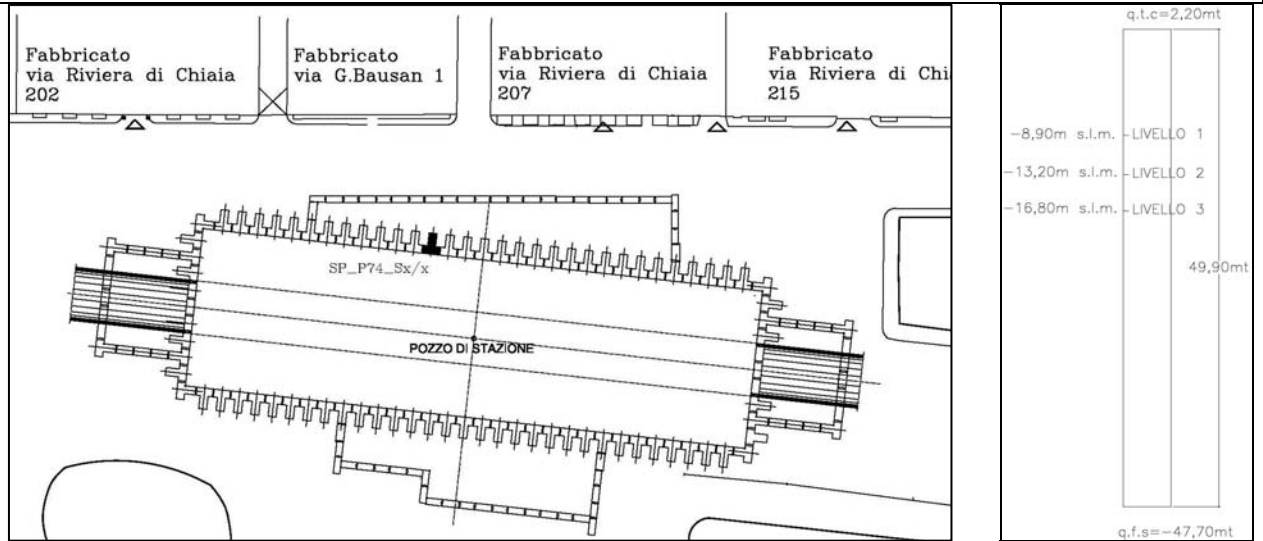 Fabbricato
via Riviera di Chiaia
202
Fabbricato
via G.Bausan 1
Fabbricato
via Riviera di Chiaia
207
Fabbricato
via Riviera di Chi
215
SP_P74_Sx/x
POZZO DI STAZIONE
q.t.c=2,20mt
-8,90m s.l.m. LIVELLO 1
-13,20m s.l.m. LIVELLO 2
-16,80m s.l.m. LIVELLO 3
49,90mt
q.f.s=-47,70mt